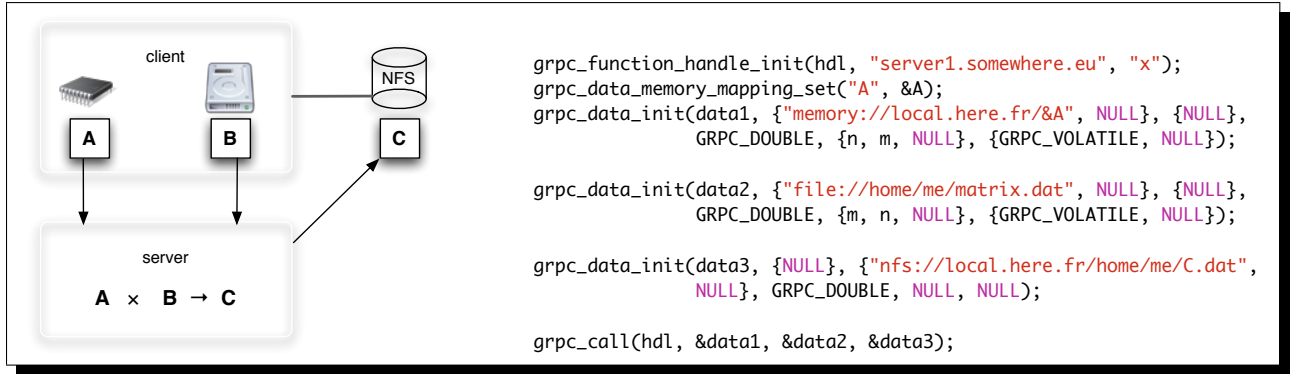 client
NFS
A
B
C
server
A × B → C
grpc_function_handle_init(hdl, "server1.somewhere.eu", "x");
grpc_data_memory_mapping_set("A", &A);
grpc_data_init(data1, {"memory://local.here.fr/&A", NULL}, {NULL},
GRPC_DOUBLE, {n, m, NULL}, {GRPC_VOLATILE, NULL});
grpc_data_init(data2, {"file://home/me/matrix.dat", NULL}, {NULL},
GRPC_DOUBLE, {m, n, NULL}, {GRPC_VOLATILE, NULL});
grpc_data_init(data3, {NULL}, {"nfs://local.here.fr/home/me/C.dat",
NULL}, GRPC_DOUBLE, NULL, NULL);
grpc_call(hdl, &data1, &data2, &data3);